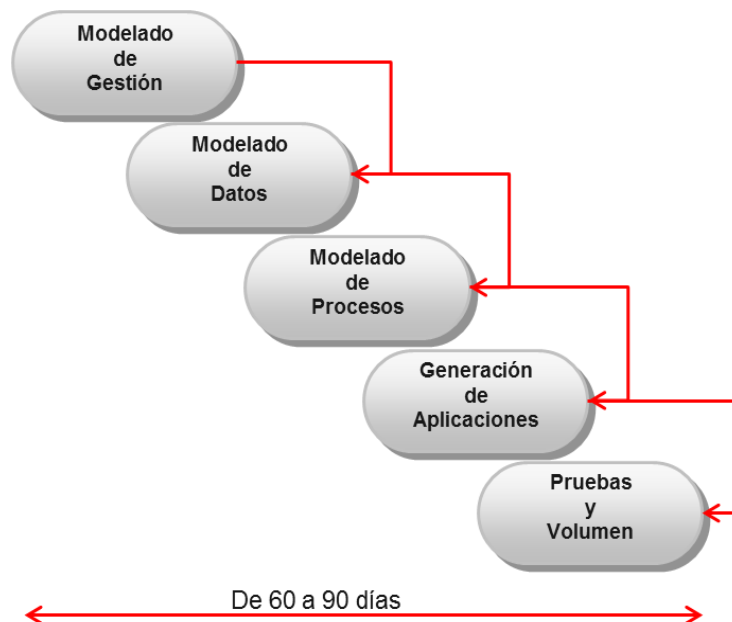 Modelado
de
Gestión
Modelado
de
Datos
Modelado
de
Procesos
Generación
de
Aplicaciones
Pruebas
y
Volumen
De 60 a 90 días